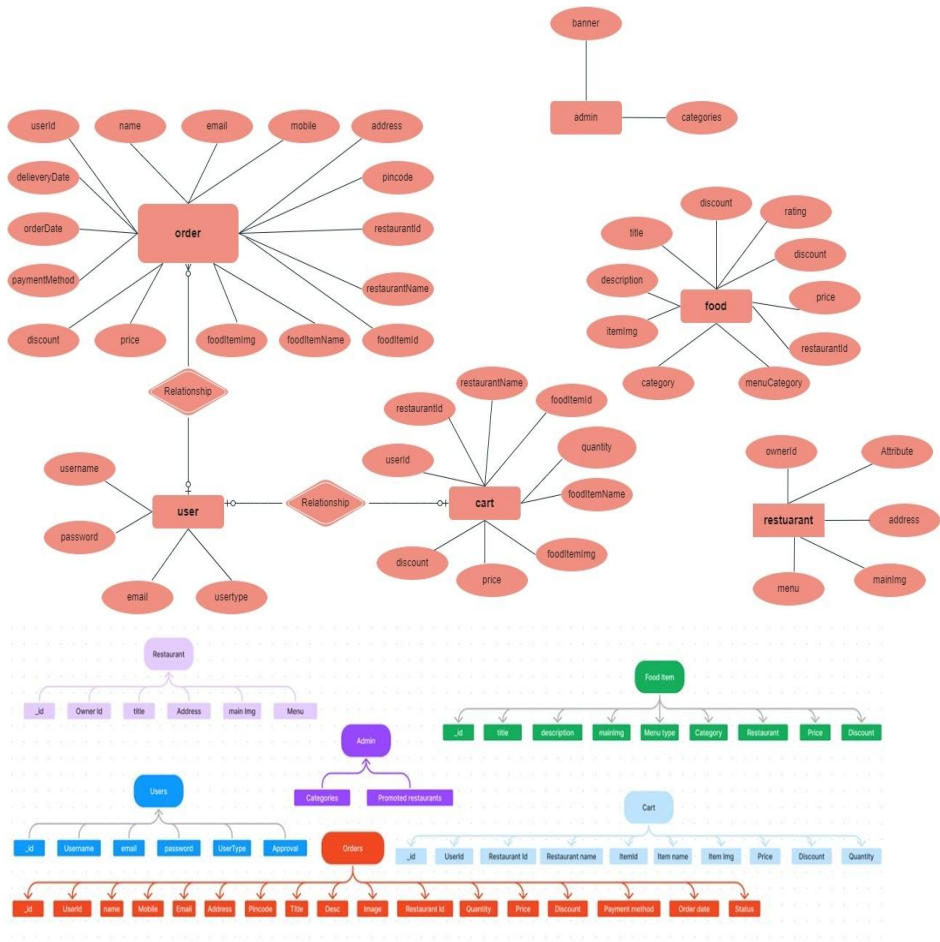 banner
admin
categories
userId
name
email
mobile
address
delieveryDate
pincode
orderDate
order
restaurantId
paymentMethod
restaurantName
discount
price
foodItemImg
foodItemName
foodItemId
discount
rating
title
discount
description
price
food
itemImg
restaurantId
category
menuCategory
Relationship
restaurantName
restaurantId
foodItemId
userId
quantity
username
Relationship
cart
foodItemName
user
password
discount
price
foodItemImg
email
usertype
ownerId
Attribute
restuarant
address
menu
mainImg
Restaurant
_id
Owner Id
title
Address
main Img
Menu
Food Item
_id
title
description
mainImg
Menu type
Category
Restaurant
Price
Discount
Admin
Categories
Promoted restaurants
Users
_id
Username
email
password
UserType
Approval
Cart
_id
UserId
Restaurant Id
Restaurant name
ItemId
Item name
Item Img
Price
Discount
Quantity
Orders
_id
UserId
name
Mobile
Email
Address
Pincode
Title
Desc
Image
Restaurant Id
Quantity
Price
Discount
Payment method
Order date
Status